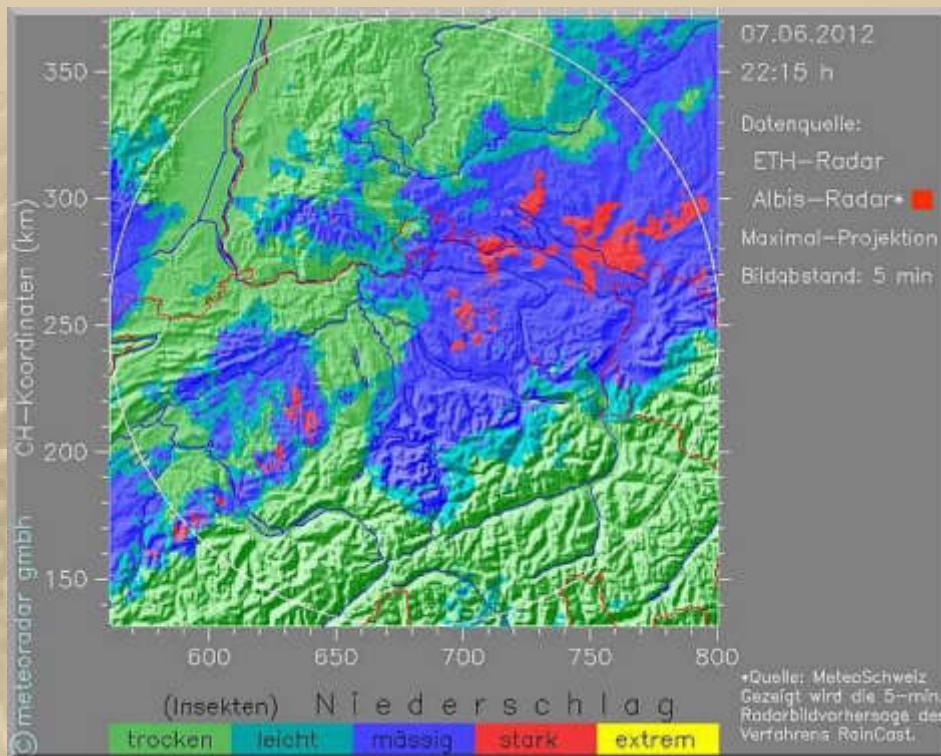 07.06.2012
22:15 h
Datenquelle:
ETH-Radar
Albis-Radar*
Maximal-Projektion
Bildabstand: 5 min
CH-Koordinaten (km)
©meteoradar gmbh
350
300
250
200
150
600 650 700 750 800
*Quelle: MeteoSchweiz
Gezeigt wird die 5-min.
Radarbildvorhersage des
Verfahrens RainCast.
(Insekten) Niederschlag
trocken leicht mässig stark extrem